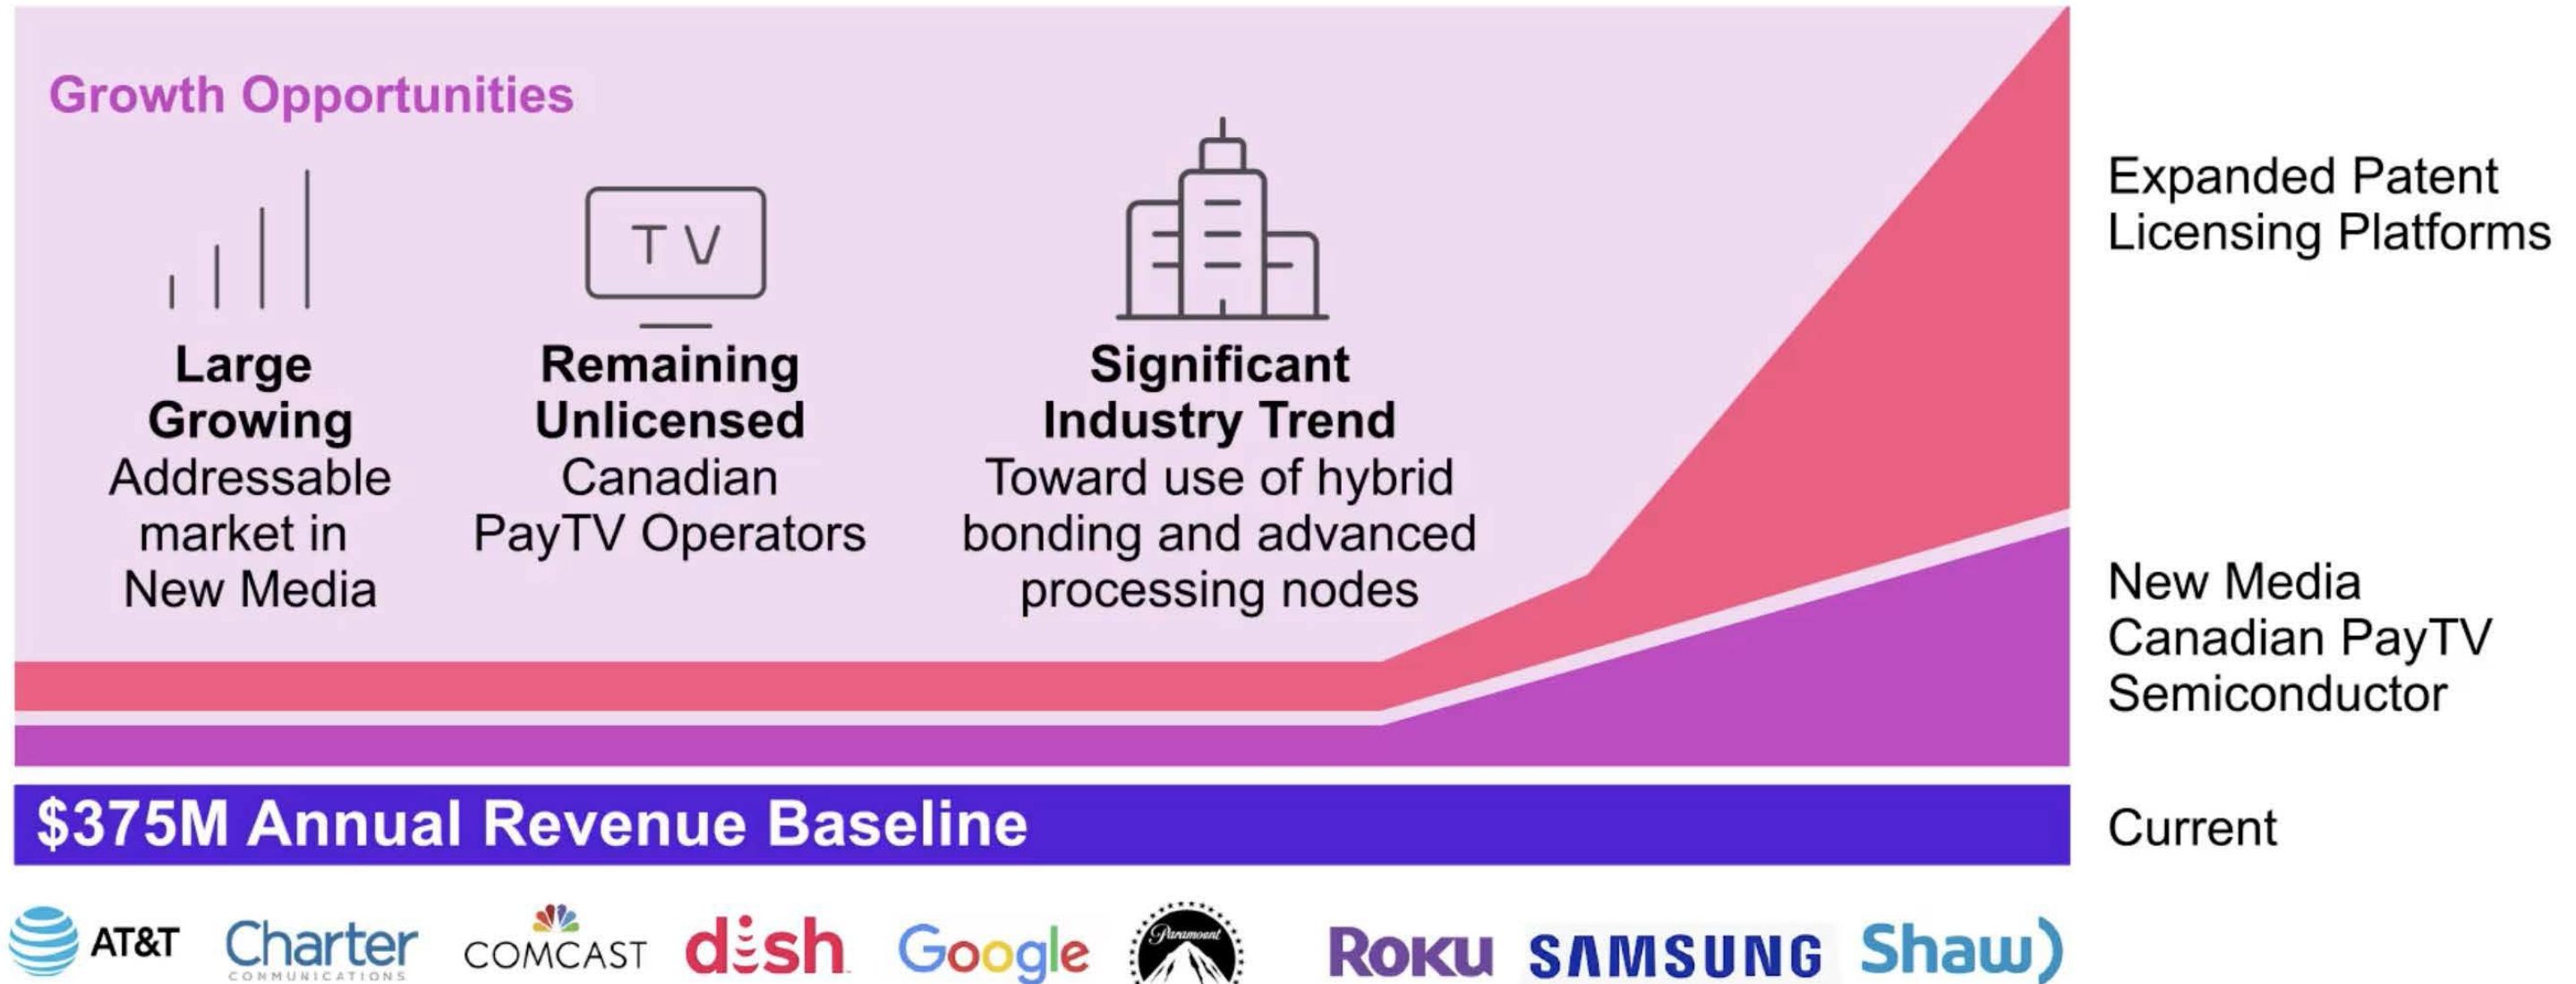 Growth Opportunities
TV
Large
Growing
Addressable
market in
New Media
Remaining
Unlicensed
Canadian
PayTV Operators
Significant
Industry Trend
Toward use of hybrid
bonding and advanced
processing nodes
Expanded Patent
Licensing Platforms
New Media
Canadian PayTV
Semiconductor
$375M Annual Revenue Baseline
Current
AT&T
Charter
COMMUNICATIONS
COMCAST
dish
Google
Paramount
Roku
SAMSUNG
Shaw)